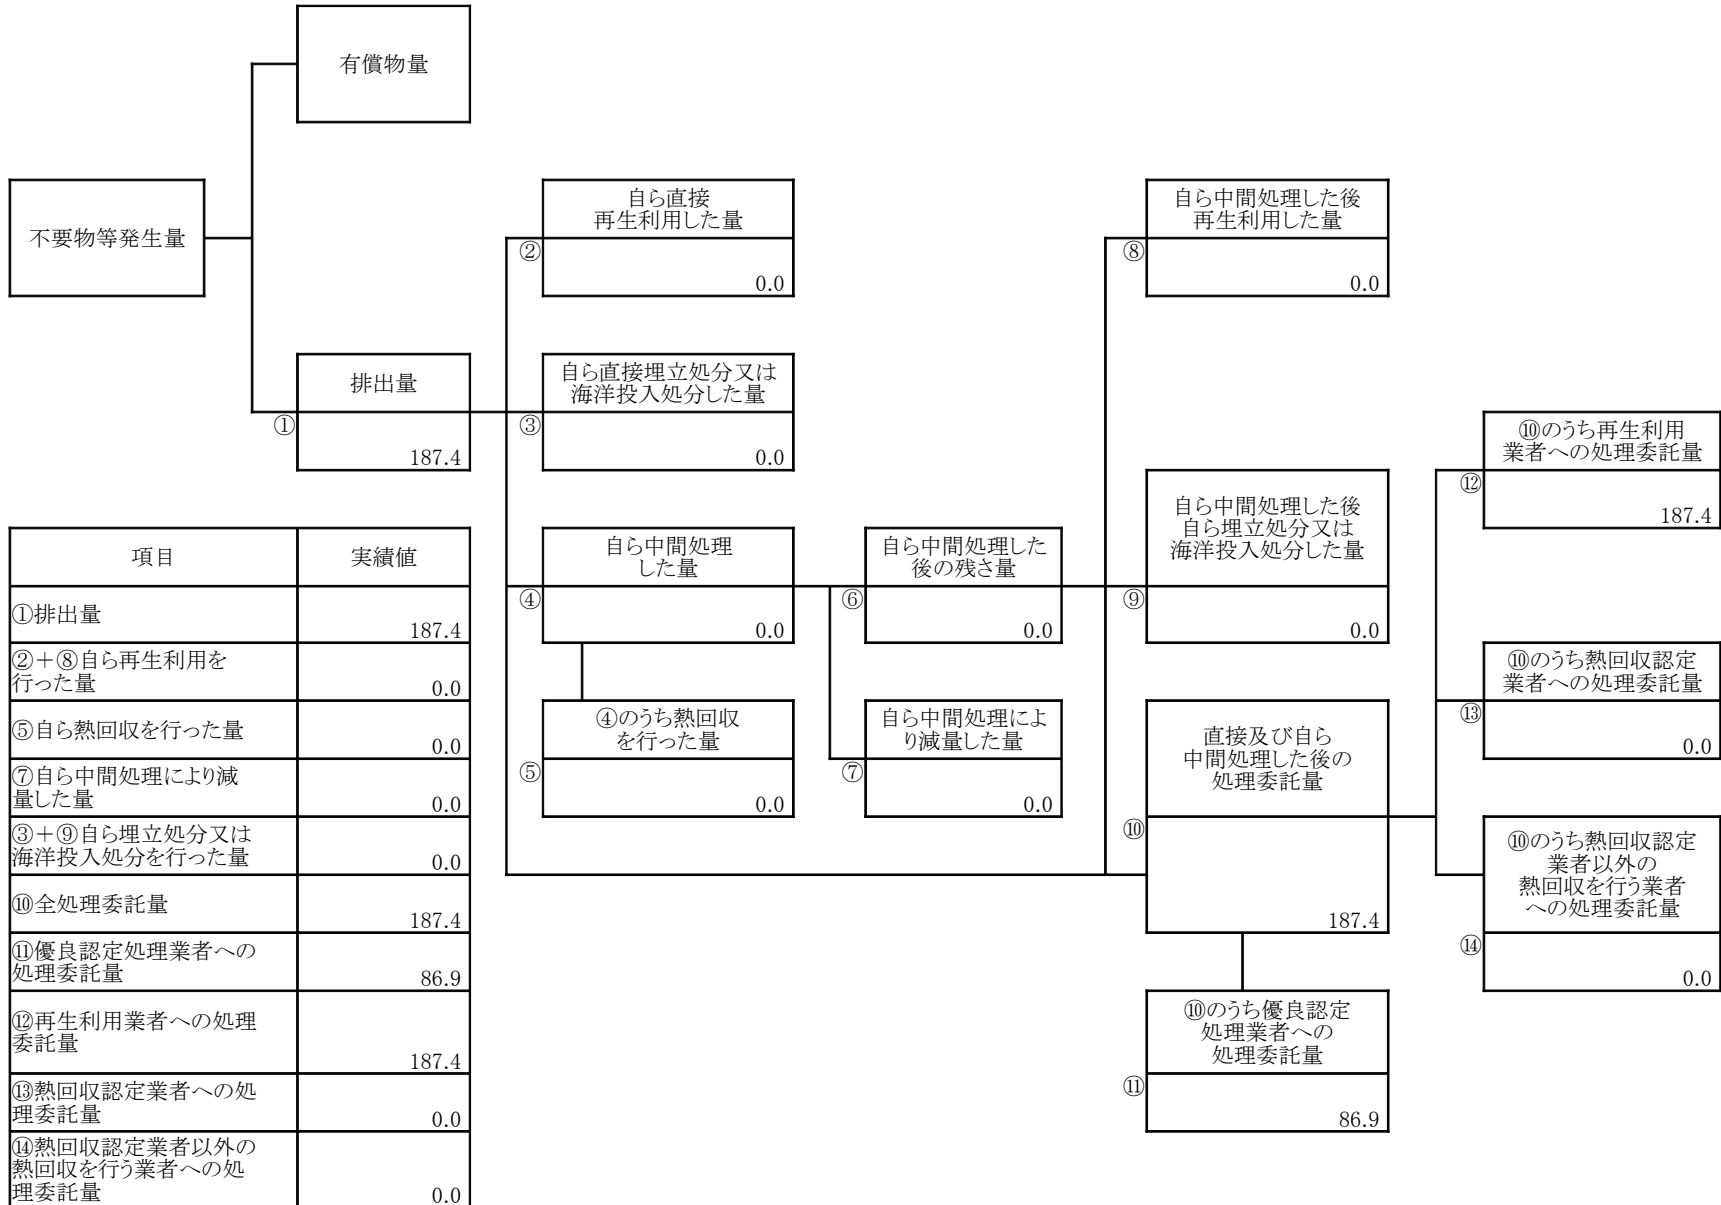 有償物量
不要物等発生量
自ら直接
再生利用した量
②
0.0
自ら中間処理した後
再生利用した量
⑧
0.0
排出量
①
187.4
自ら直接埋立処分又は
海洋投入処分した量
③
0.0
⑩のうち再生利用
業者への処理委託量
⑫
187.4
自ら中間処理
した量
④
0.0
自ら中間処理した
後の残さ量
⑥
0.0
自ら中間処理した後
自ら埋立処分又は
海洋投入処分した量
⑨
0.0
⑩のうち熱回収認定
業者への処理委託量
⑬
0.0
④のうち熱回収
を行った量
⑤
0.0
自ら中間処理によ
り減量した量
⑦
0.0
直接及び自ら
中間処理した後の
処理委託量
⑩
187.4
⑩のうち熱回収認定
業者以外の
熱回収を行う業者
への処理委託量
⑭
0.0
⑩のうち優良認定
処理業者への
処理委託量
⑪
86.9
項目 実績値
①排出量
187.4
②＋⑧自ら再生利用を
行った量
0.0
⑤自ら熱回収を行った量
0.0
⑦自ら中間処理により減
量した量
0.0
③＋⑨自ら埋立処分又は
海洋投入処分を行った量
0.0
⑩全処理委託量
187.4
⑪優良認定処理業者への
処理委託量
86.9
⑫再生利用業者への処理
委託量
187.4
⑬熱回収認定業者への処
理委託量
0.0
⑭熱回収認定業者以外の
熱回収を行う業者への処
理委託量
0.0